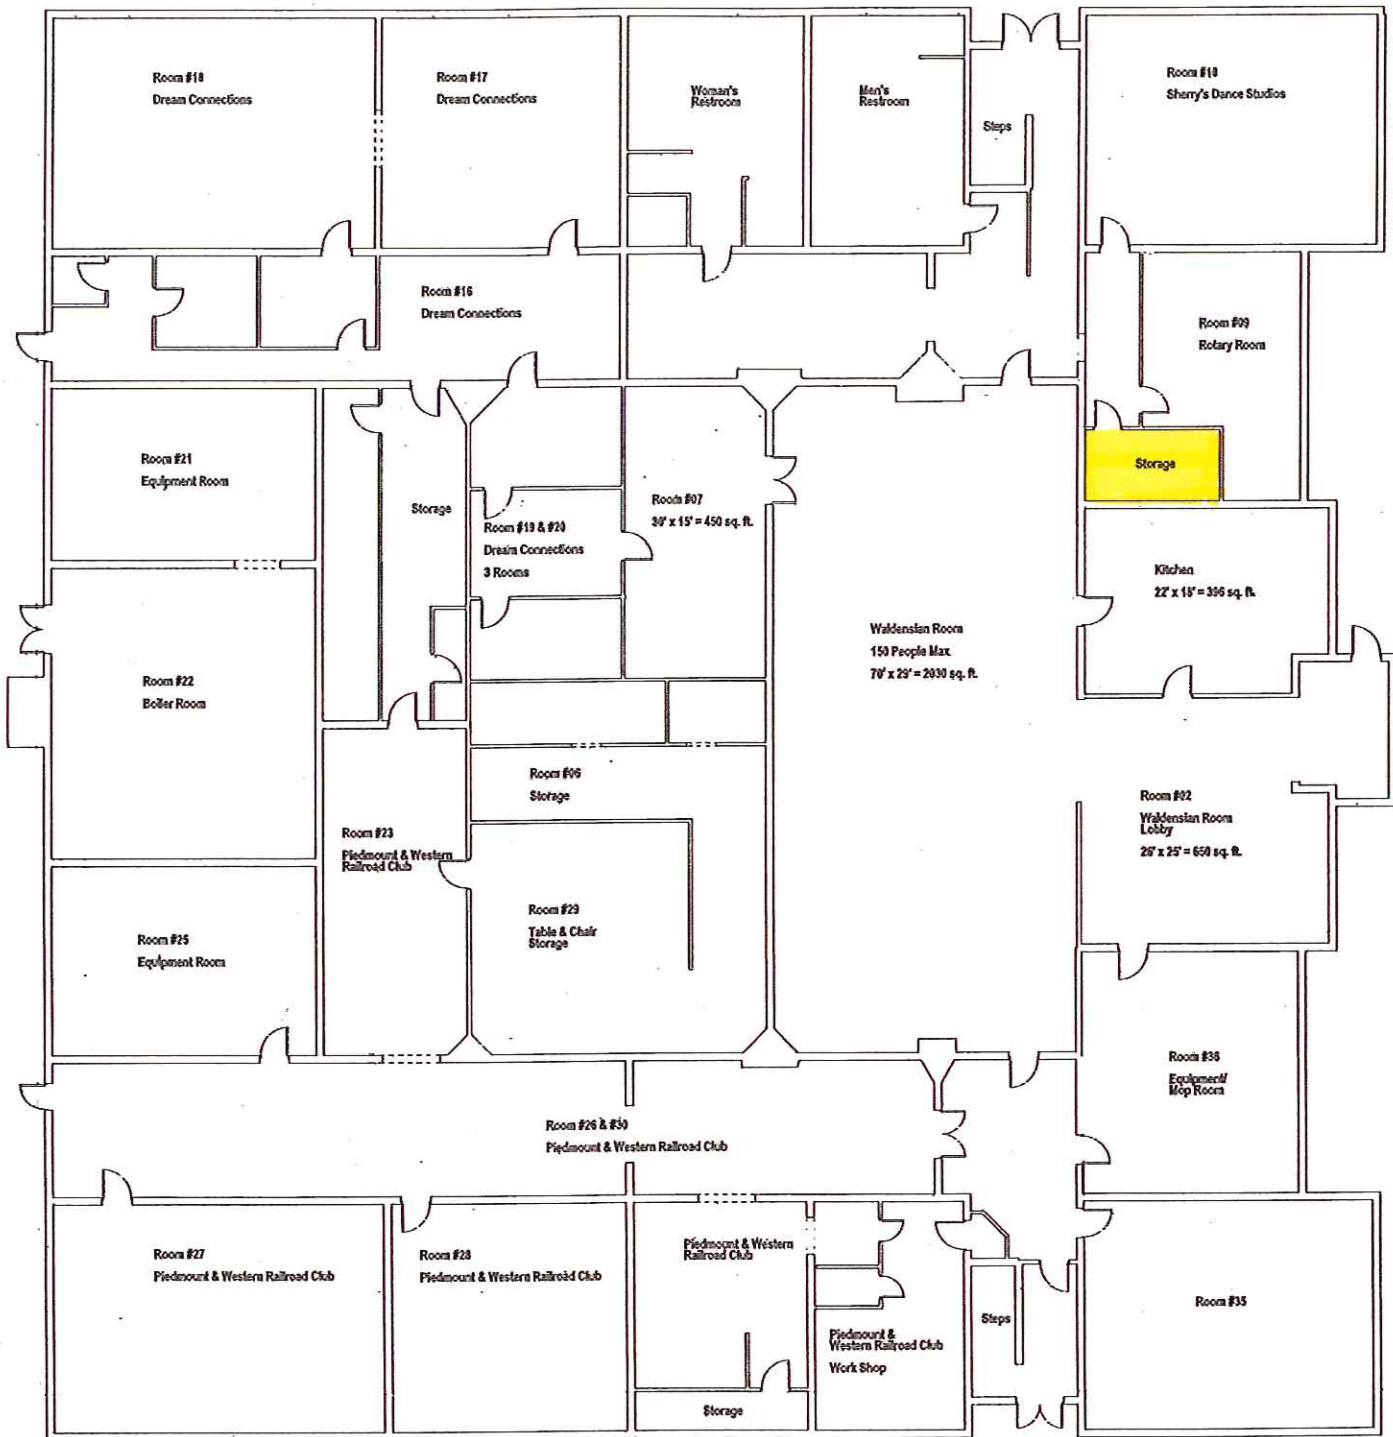 Room #18
Dream Connections
Room #17
Dream Connections
Woman's
Restroom
Men's
Restroom
Steps
Room #10
Sherry's Dance Studios
Room #16
Dream Connections
Room #09
Rotary Room
Storage
Room #21
Equipment Room
Storage
Room #19 & #20
Dream Connections
3 Rooms
Room #07
30' x 15' = 450 sq. ft.
Kitchen
22' x 18' = 396 sq. ft.
Waldensian Room
150 People Max
70' x 29' = 2030 sq. ft.
Room #22
Boiler Room
Room #06
Storage
Room #02
Waldensian Room
Lobby
26' x 25' = 650 sq. ft.
Room #23
Piedmount & Western
Railroad Club
Room #29
Table & Chair
Storage
Room #25
Equipment Room
Room #36
Equipment/
Mop Room
Room #26 & #30
Piedmount & Western Railroad Club
Room #27
Piedmount & Western Railroad Club
Room #28
Piedmount & Western Railroad Club
Piedmount & Western
Railroad Club
Piedmount &
Western Railroad Club
Work Shop
Storage
Steps
Room #35